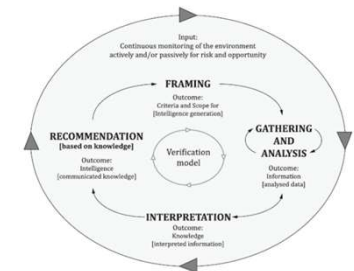 Input:
Continuous monitoring of the environment
actively and/or passively for risk and opportunity
FRAMING
Outcome:
Criteria and Scope for
[Intelligence generation]
GATHERING
AND
ANALYSIS
Outcome:
Information
[analysed data]
INTERPRETATION
Outcome:
Knowledge
[interpreted information]
RECOMMENDATION
[based on knowledge]
Outcome:
Intelligence
[communicated knowledge]
Verification
model